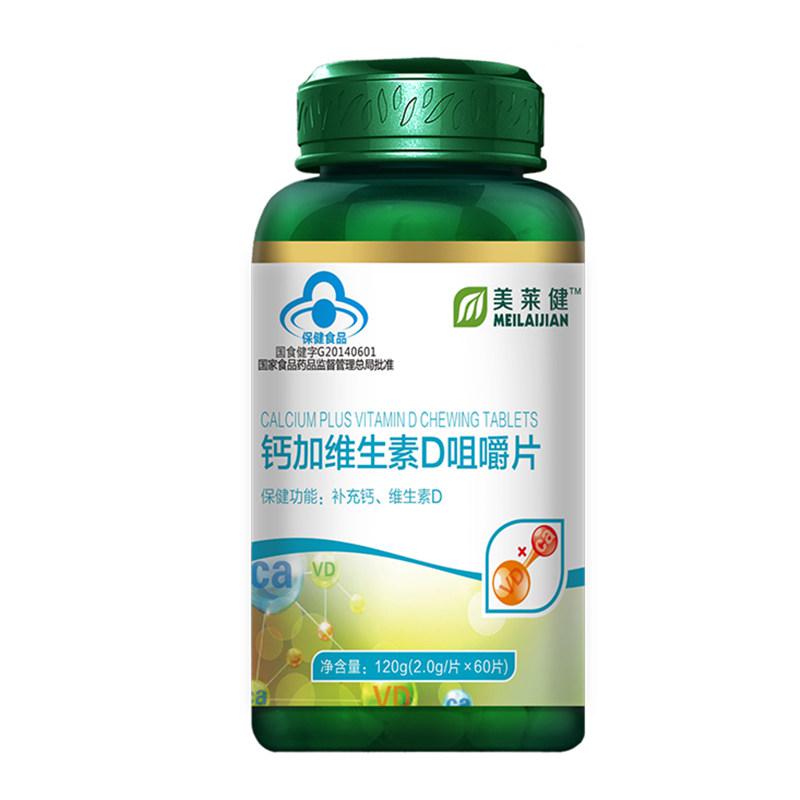 保健食品
国食健字G20140601
国家食品药品监督管理总局批准
美莱健™
MEILAIJIAN
CALCIUM PLUS VITAMIN D CHEWING TABLETS
钙加维生素D咀嚼片
保健功能：补充钙、维生素D
ca
VD
Ca
VD
净含量：120g(2.0g/片×60片)
ca
VD
ca